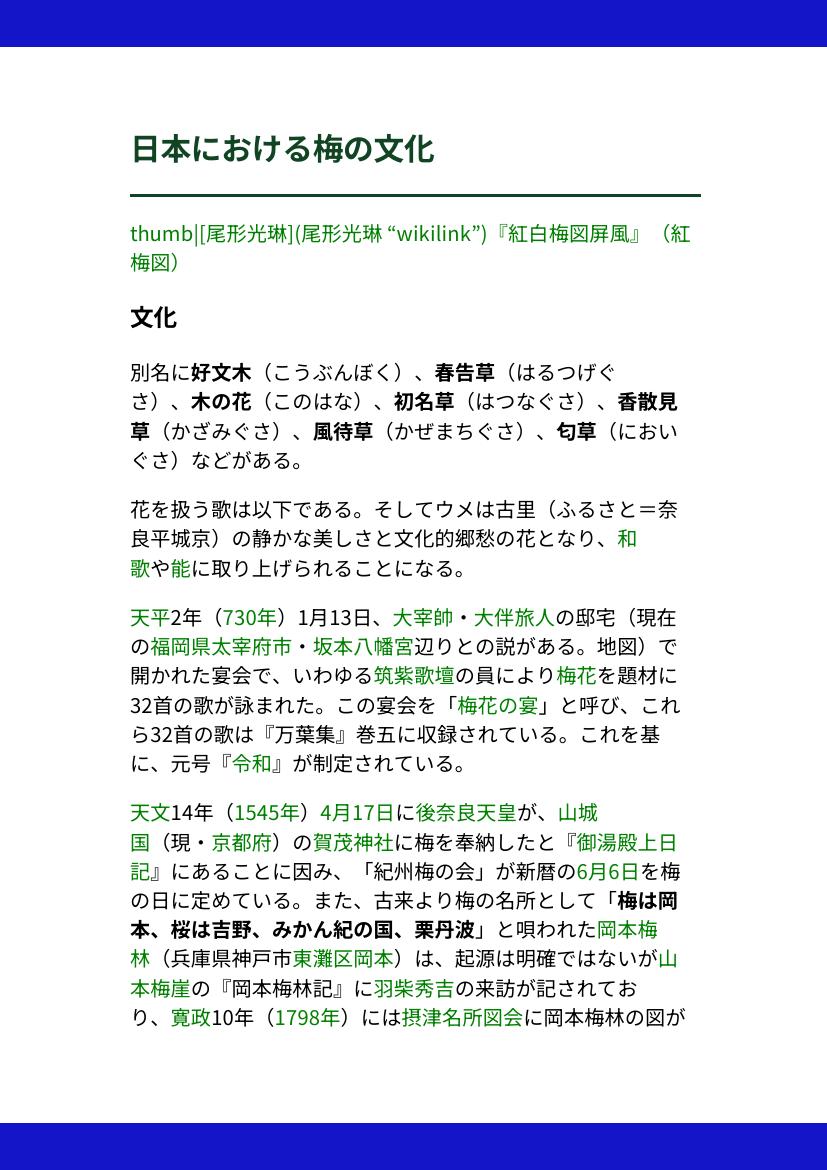 日本における梅の文化
thumb|[尾形光琳](尾形光琳 “wikilink”)『紅白梅図屏風』（紅
梅図）
文化
別名に好文木（こうぶんぼく）、春告草（はるつげぐ
さ）、木の花（このはな）、初名草（はつなぐさ）、香散見
草（かざみぐさ）、風待草（かぜまちぐさ）、匂草（におい
ぐさ）などがある。
花を扱う歌は以下である。そしてウメは古里（ふるさと＝奈
良平城京）の静かな美しさと文化的郷愁の花となり、和
歌や能に取り上げられることになる。
天平2年（730年）1月13日、大宰帥・大伴旅人の邸宅（現在
の福岡県太宰府市・坂本八幡宮辺りとの説がある。地図）で
開かれた宴会で、いわゆる筑紫歌壇の員により梅花を題材に
32首の歌が詠まれた。この宴会を「梅花の宴」と呼び、これ
ら32首の歌は『万葉集』巻五に収録されている。これを基
に、元号『令和』が制定されている。
天文14年（1545年）4月17日に後奈良天皇が、山城
国（現・京都府）の賀茂神社に梅を奉納したと『御湯殿上日
記』にあることに因み、「紀州梅の会」が新暦の6月6日を梅
の日に定めている。また、古来より梅の名所として「梅は岡
本、桜は吉野、みかん紀の国、栗丹波」と唄われた岡本梅
林（兵庫県神戸市東灘区岡本）は、起源は明確ではないが山
本梅崖の『岡本梅林記』に羽柴秀吉の来訪が記されてお
り、寛政10年（1798年）には摂津名所図会に岡本梅林の図が